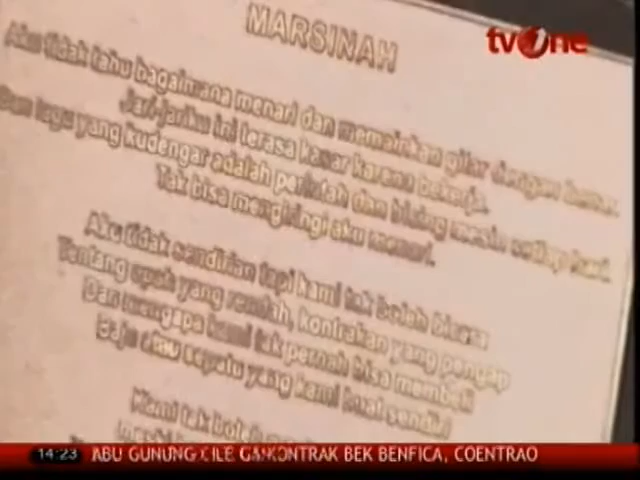 MARSINAH
tvOne
Aku tidak tahu bagaimana menari dan memainkan gitar dengan benar.
Jari-jariku ini terasa kasar karena bekerja.
Dan lagu yang kudengar adalah perintah dan bising mesin setiap hari.
Tak bisa mengiringi aku menari.
Aku tidak sendirian tapi kami tak boleh bicara
Tentang upah yang rendah, kontrakan yang pengap
Dan mengapa kami tak pernah bisa membeli
Baju atau sepatu yang kami buat sendiri
Kami tak boleh
14:23 ABU GUNUNG KONTRAK BEK BENFICA, COENTRAO